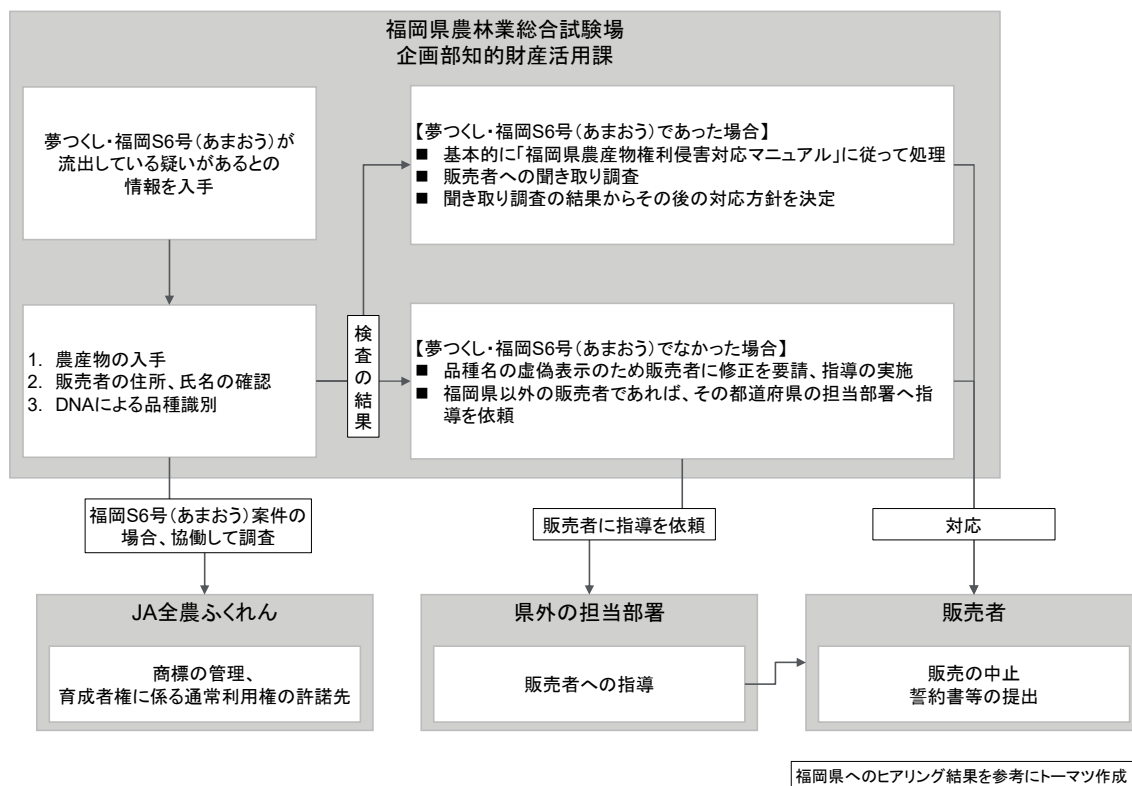 福岡県農林業総合試験場
企画部知的財産活用課
夢つくし・福岡S6号(あまおう)が
流出している疑いがあるとの
情報を入手
【夢つくし・福岡S6号(あまおう)であった場合】
■ 基本的に「福岡県農産物権利侵害対応マニュアル」に従って処理
■ 販売者への聞き取り調査
■ 聞き取り調査の結果からその後の対応方針を決定
1. 農産物の入手
2. 販売者の住所、氏名の確認
3. DNAによる品種識別
検査の結果
【夢つくし・福岡S6号(あまおう)でなかった場合】
■ 品種名の虚偽表示のため販売者に修正を要請、指導の実施
■ 福岡県以外の販売者であれば、その都道府県の担当部署へ指
導を依頼
福岡S6号(あまおう)案件の
場合、協働して調査
販売者に指導を依頼
対応
JA全農ふくれん
商標の管理、
育成者権に係る通常利用権の許諾先
県外の担当部署
販売者への指導
販売者
販売の中止
誓約書等の提出
福岡県へのヒアリング結果を参考にトーマツ作成